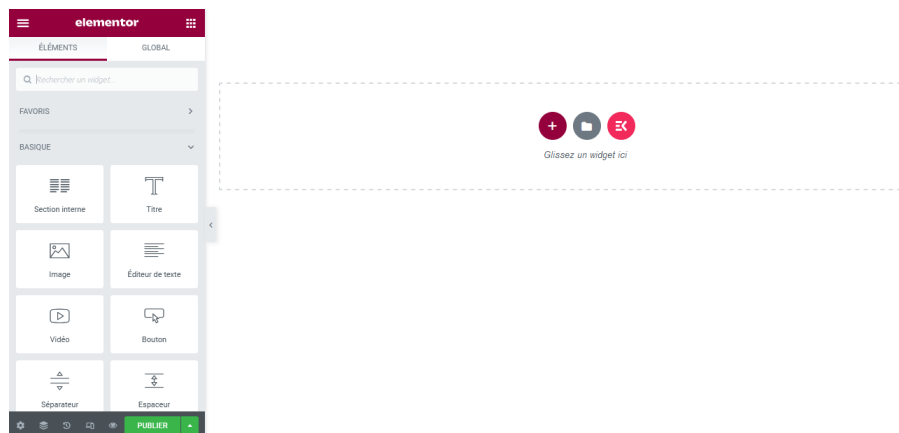 elementor
ÉLÉMENTS
GLOBAL
Rechercher un widget...
FAVORIS
BASIQUE
Section interne
Titre
Image
Éditeur de texte
Vidéo
Bouton
Séparateur
Espaceur
PUBLIER
Glissez un widget ici